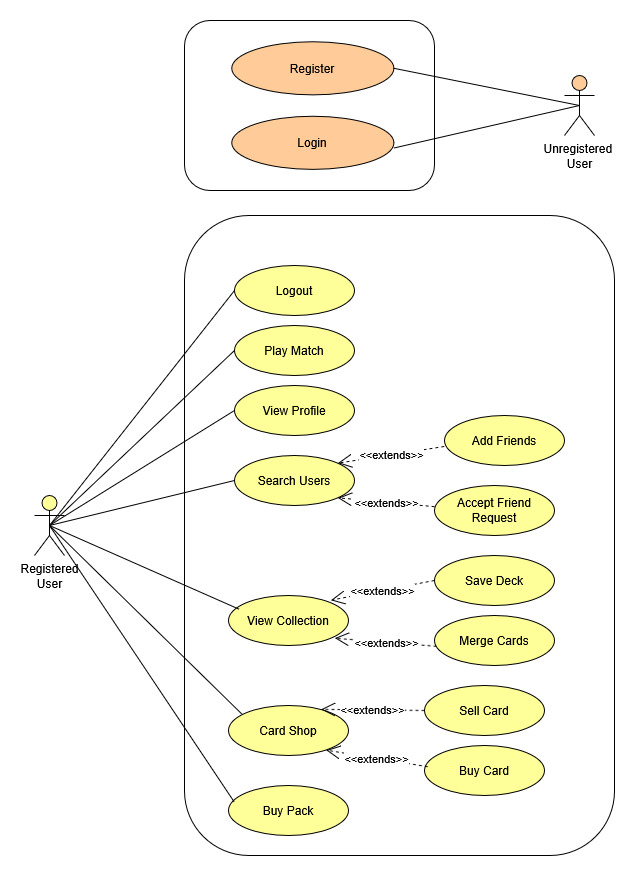 Register
Login
Unregistered
User
Logout
Play Match
View Profile
Search Users
<<extends>>
Add Friends
<<extends>>
Accept Friend
Request
Registered
User
View Collection
<<extends>>
Save Deck
<<extends>>
Merge Cards
Card Shop
<<extends>>
Sell Card
<<extends>>
Buy Card
Buy Pack